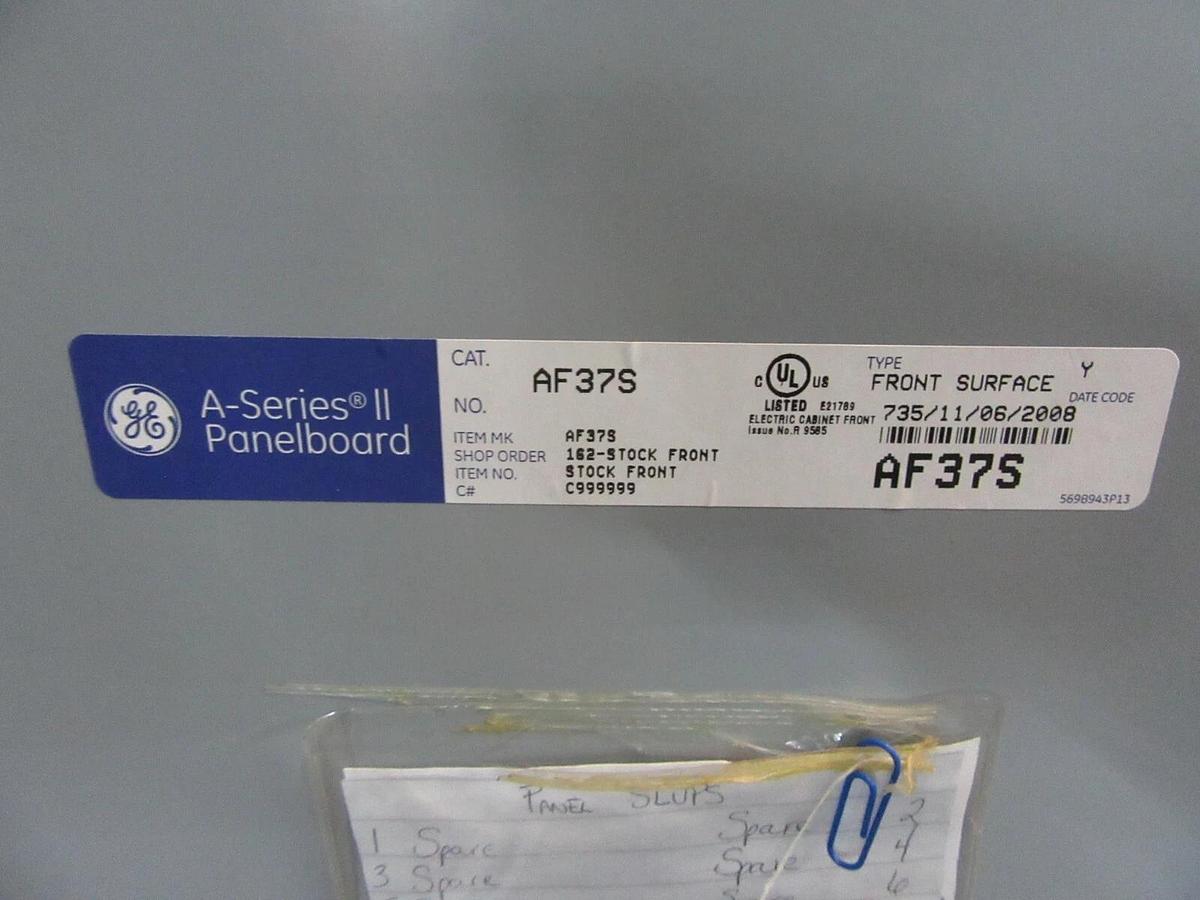 GE
A-Series® II
Panelboard
CAT.
NO.
AF37S
ITEM MK AF37S
SHOP ORDER 162-STOCK FRONT
ITEM NO. STOCK FRONT
C# C999999
C UL US
LISTED E21789
ELECTRIC CABINET FRONT
Issue No.R 9585
TYPE
FRONT SURFACE Y
DATE CODE
735/11/06/2008
AF37S
5698943P13
PANEL
1 Spare Spare 2
3 Spare Spare 4
6